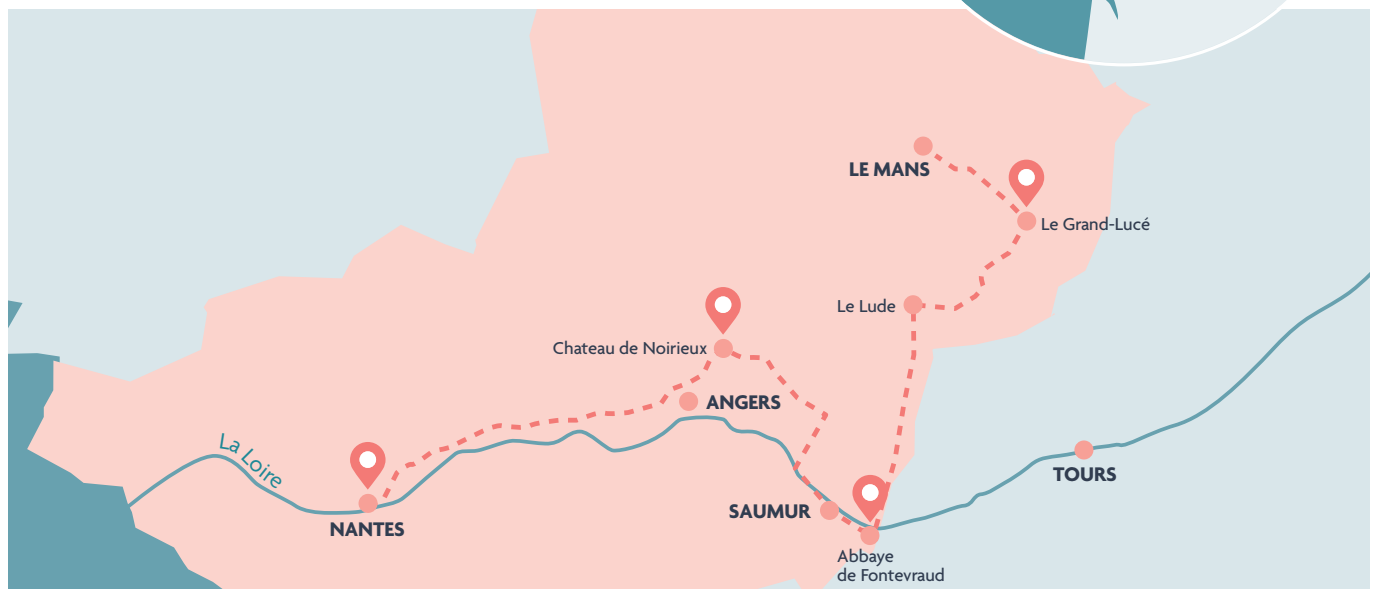 LE MANS
Le Grand-Lucé
Le Lude
Chateau de Noirieux
ANGERS
La Loire
TOURS
SAUMUR
NANTES
Abbaye
de Fontevraud